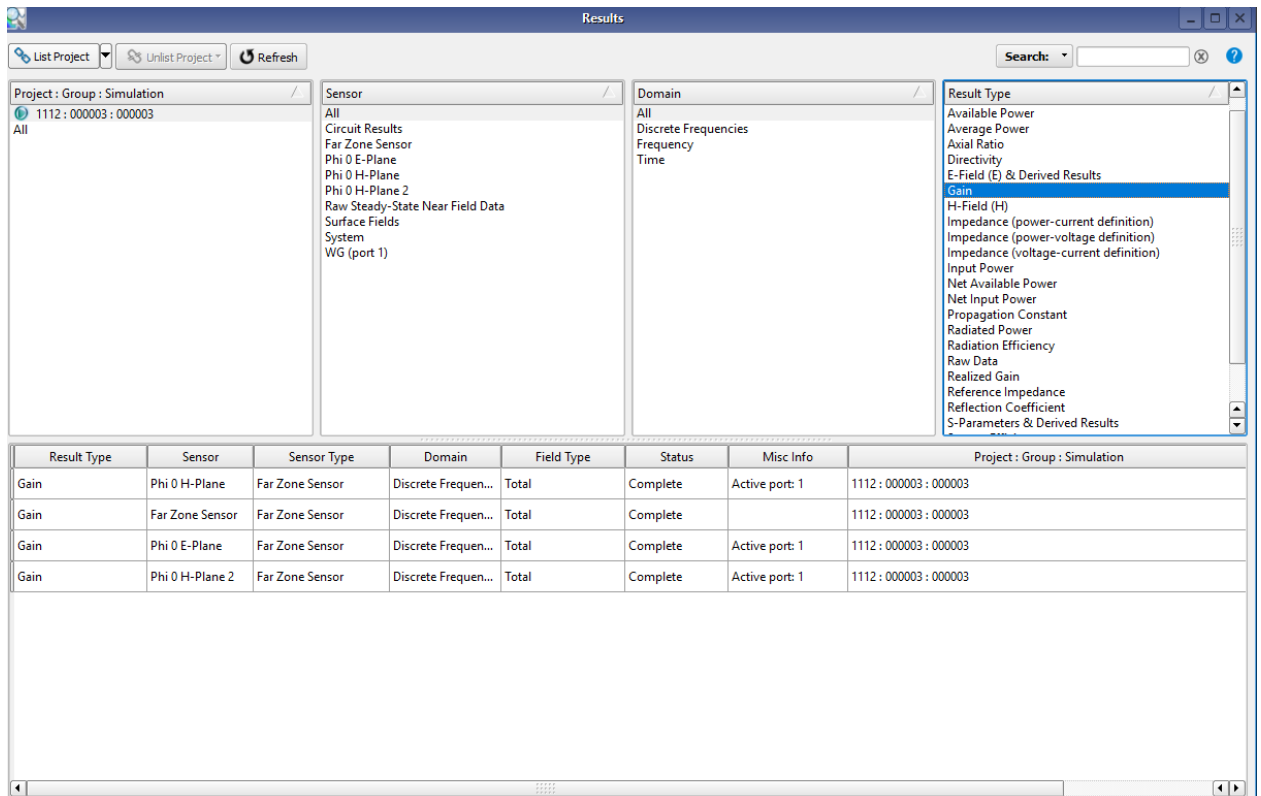 Results
List Project
Unlist Project
Refresh
Search:
Project : Group : Simulation
1112 : 000003 : 000003
All
Sensor
All
Circuit Results
Far Zone Sensor
Phi 0 E-Plane
Phi 0 H-Plane
Phi 0 H-Plane 2
Raw Steady-State Near Field Data
Surface Fields
System
WG (port 1)
Domain
All
Discrete Frequencies
Frequency
Time
Result Type
Available Power
Average Power
Axial Ratio
Directivity
E-Field (E) & Derived Results
Gain
H-Field (H)
Impedance (power-current definition)
Impedance (power-voltage definition)
Impedance (voltage-current definition)
Input Power
Net Available Power
Net Input Power
Propagation Constant
Radiated Power
Radiation Efficiency
Raw Data
Realized Gain
Reference Impedance
Reflection Coefficient
S-Parameters & Derived Results
Result Type Sensor Sensor Type Domain Field Type Status Misc Info Project : Group : Simulation
Gain Phi 0 H-Plane Far Zone Sensor Discrete Frequen... Total Complete Active port: 1 1112 : 000003 : 000003
Gain Far Zone Sensor Far Zone Sensor Discrete Frequen... Total Complete 1112 : 000003 : 000003
Gain Phi 0 E-Plane Far Zone Sensor Discrete Frequen... Total Complete Active port: 1 1112 : 000003 : 000003
Gain Phi 0 H-Plane 2 Far Zone Sensor Discrete Frequen... Total Complete Active port: 1 1112 : 000003 : 000003